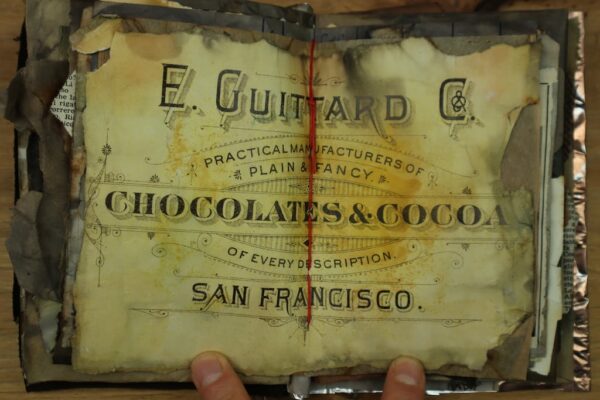 E. GUITTARD Co.
PRACTICAL MANUFACTURERS OF
PLAIN & FANCY.
CHOCOLATES & COCOA
OF EVERY DESCRIPTION.
SAN FRANCISCO.